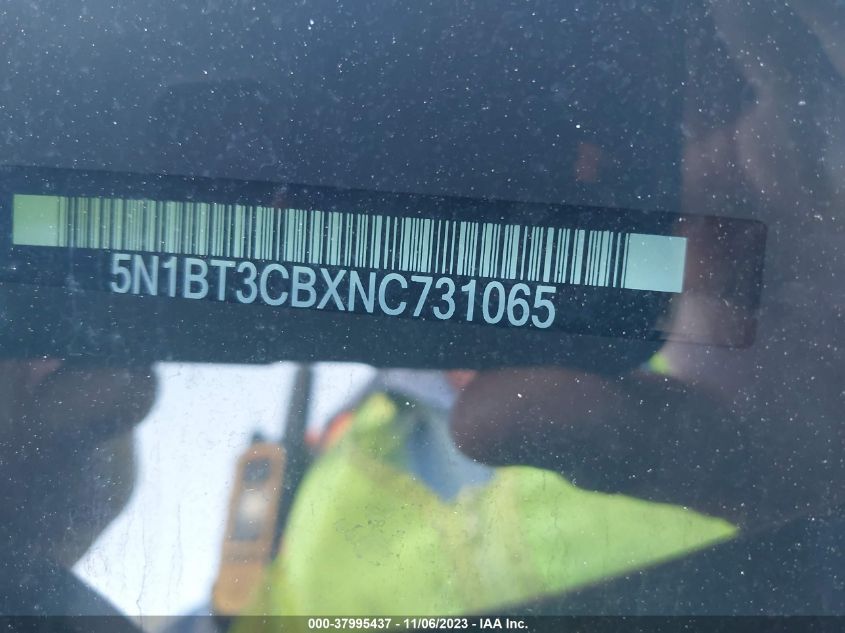 5N1BT3CBXNC731065
000-37995437 - 11/06/2023 - IAA Inc.